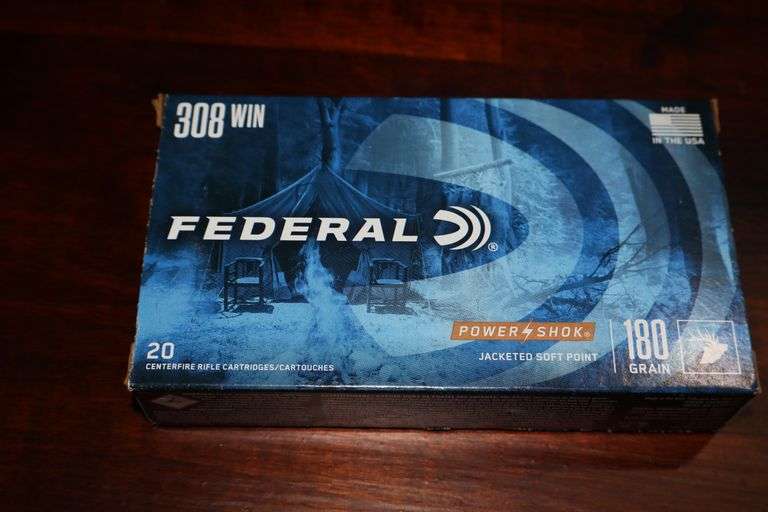 308 WIN
MADE
IN THE USA
FEDERAL®
POWER SHOK®
JACKETED SOFT POINT
180
GRAIN
20
CENTERFIRE RIFLE CARTRIDGES/CARTOUCHES